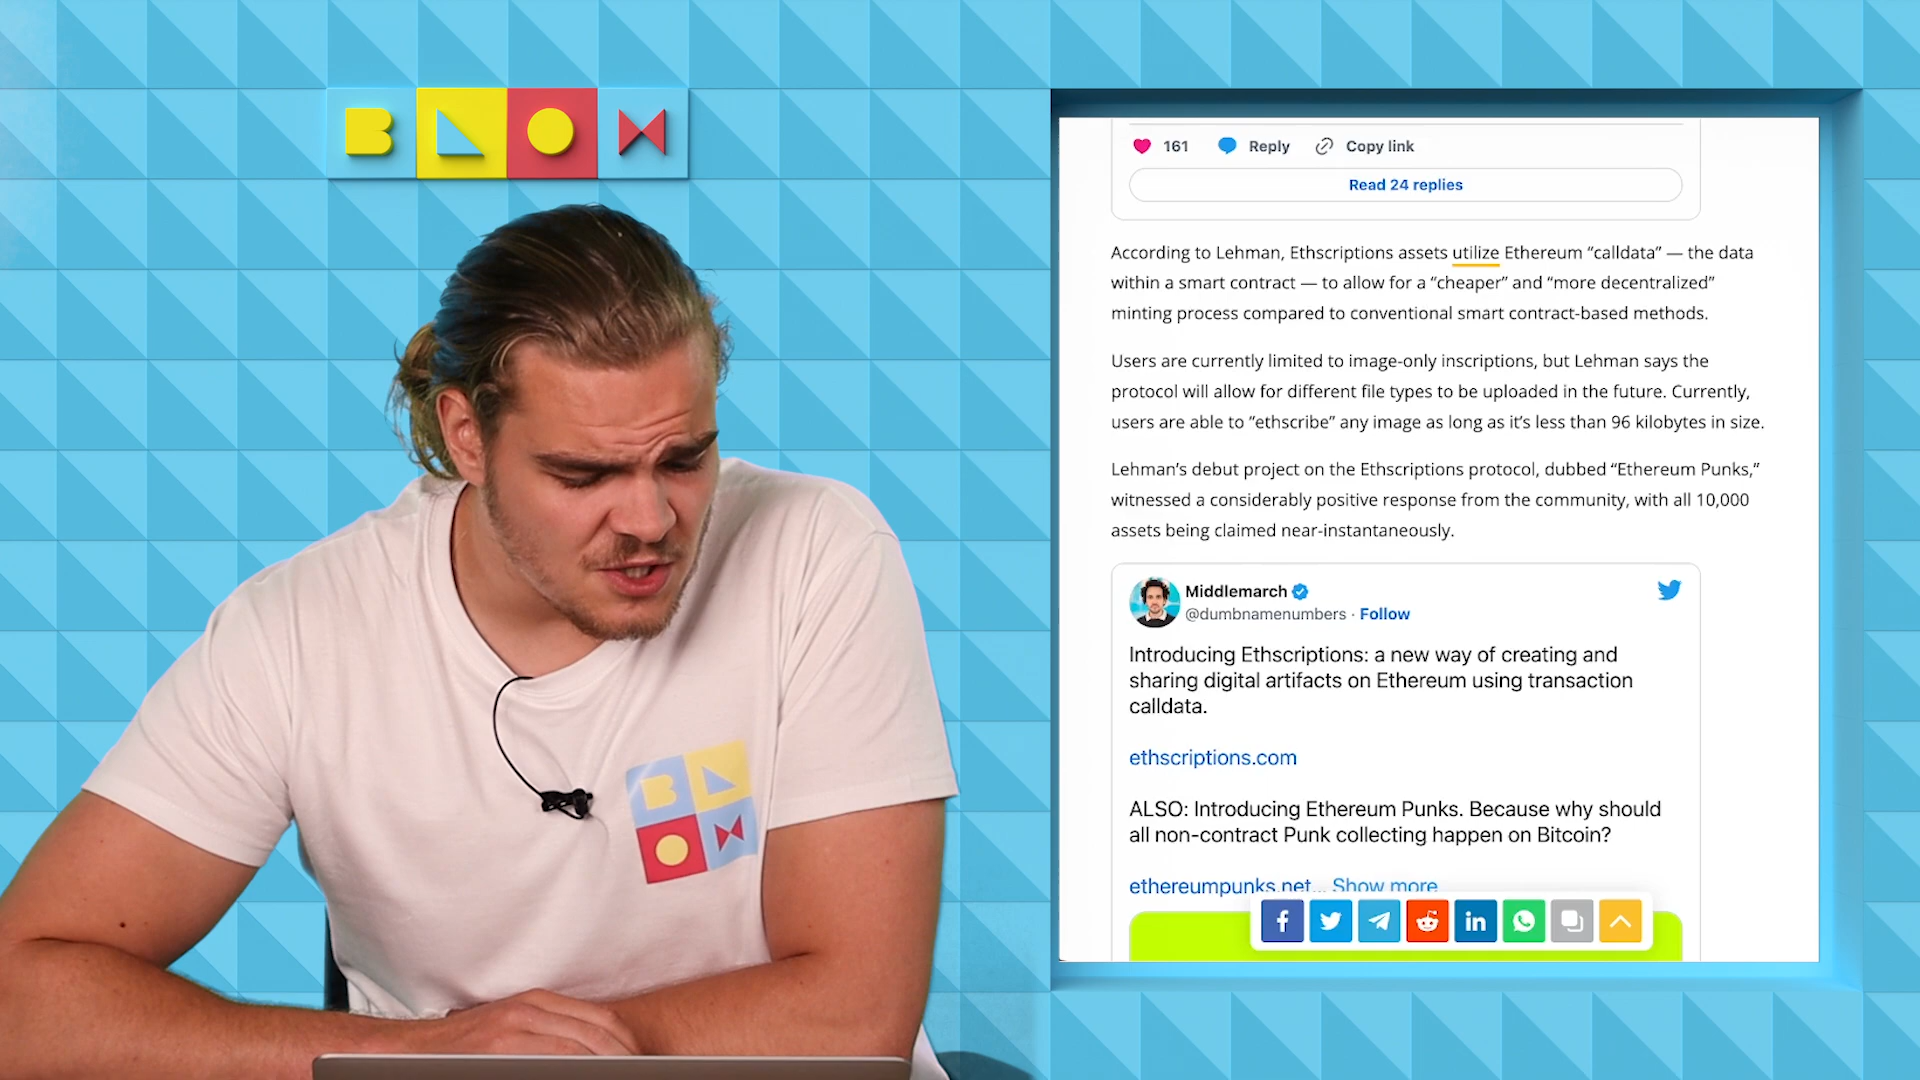 BLOW
161 Reply Copy link
Read 24 replies
According to Lehman, Ethscriptions assets utilize Ethereum “calldata” — the data
within a smart contract — to allow for a “cheaper” and “more decentralized”
minting process compared to conventional smart contract-based methods.
Users are currently limited to image-only inscriptions, but Lehman says the
protocol will allow for different file types to be uploaded in the future. Currently,
users are able to “ethscribe” any image as long as it’s less than 96 kilobytes in size.
Lehman’s debut project on the Ethscriptions protocol, dubbed “Ethereum Punks,”
witnessed a considerably positive response from the community, with all 10,000
assets being claimed near-instantaneously.
Middlemarch
@dumbnamenumbers · Follow
Introducing Ethscriptions: a new way of creating and
sharing digital artifacts on Ethereum using transaction
calldata.
ethscriptions.com
ALSO: Introducing Ethereum Punks. Because why should
all non-contract Punk collecting happen on Bitcoin?
ethereumpunks.net... Show more
f in
BLOW